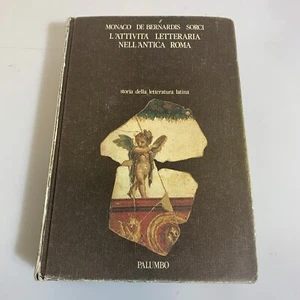 MONACO DE BERNARDIS SORCI
L'ATTIVITÀ LETTERARIA
NELL'ANTICA ROMA
storia della letteratura latina
PALUMBO